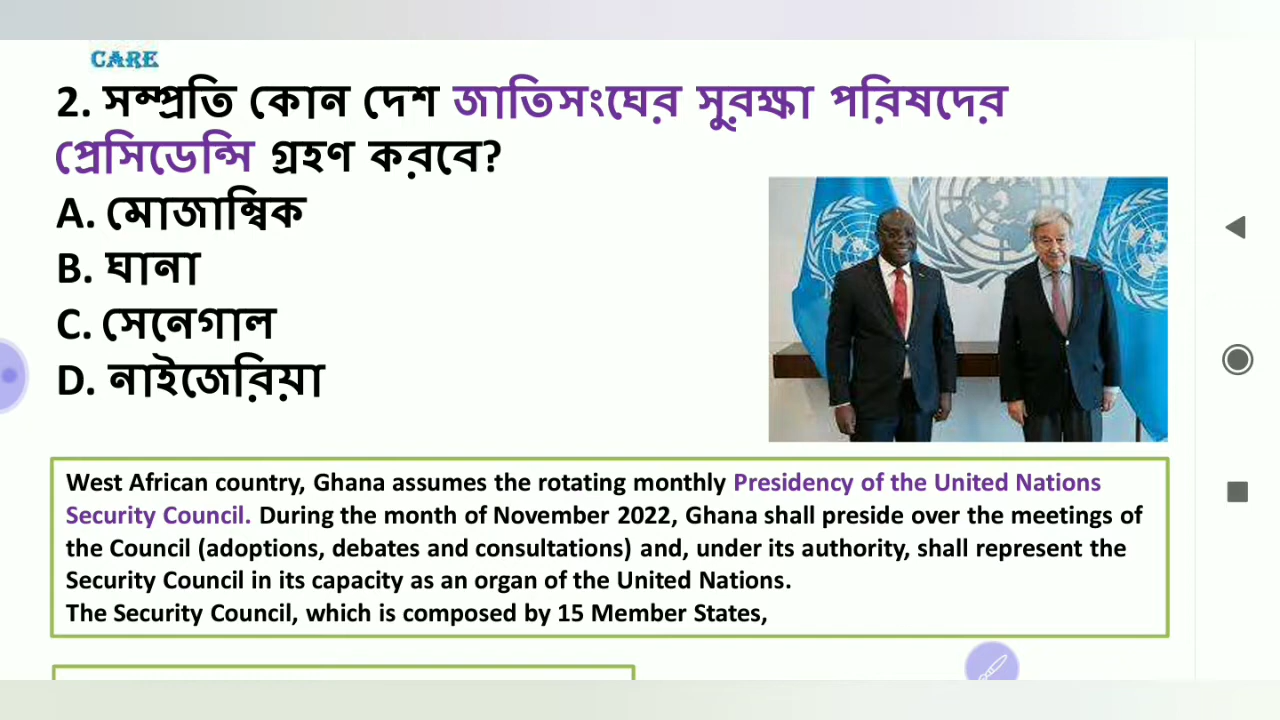 CARE
2. সম্প্রতি কোন দেশ জাতিসংঘের সুরক্ষা পরিষদের
প্রেসিডেন্সি গ্রহণ করবে?
A. মোজাম্বিক
B. ঘানা
C. সেনেগাল
D. নাইজেরিয়া
West African country, Ghana assumes the rotating monthly Presidency of the United Nations
Security Council. During the month of November 2022, Ghana shall preside over the meetings of
the Council (adoptions, debates and consultations) and, under its authority, shall represent the
Security Council in its capacity as an organ of the United Nations.
The Security Council, which is composed by 15 Member States,